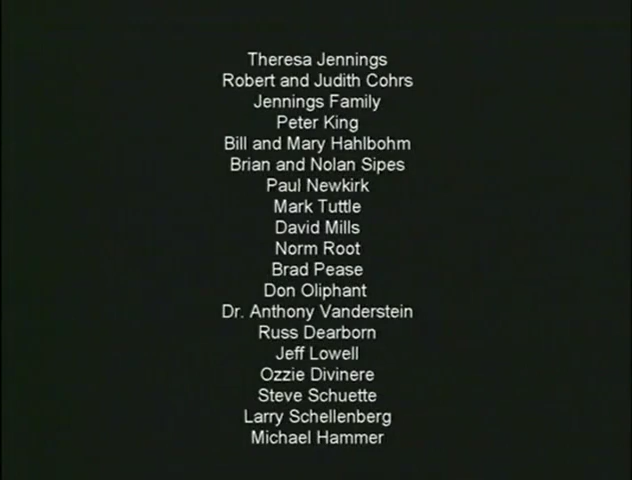 Theresa Jennings
Robert and Judith Cohrs
Jennings Family
Peter King
Bill and Mary Hahlbohm
Brian and Nolan Sipes
Paul Newkirk
Mark Tuttle
David Mills
Norm Root
Brad Pease
Don Oliphant
Dr. Anthony Vanderstein
Russ Dearborn
Jeff Lowell
Ozzie Divinere
Steve Schuette
Larry Schellenberg
Michael Hammer